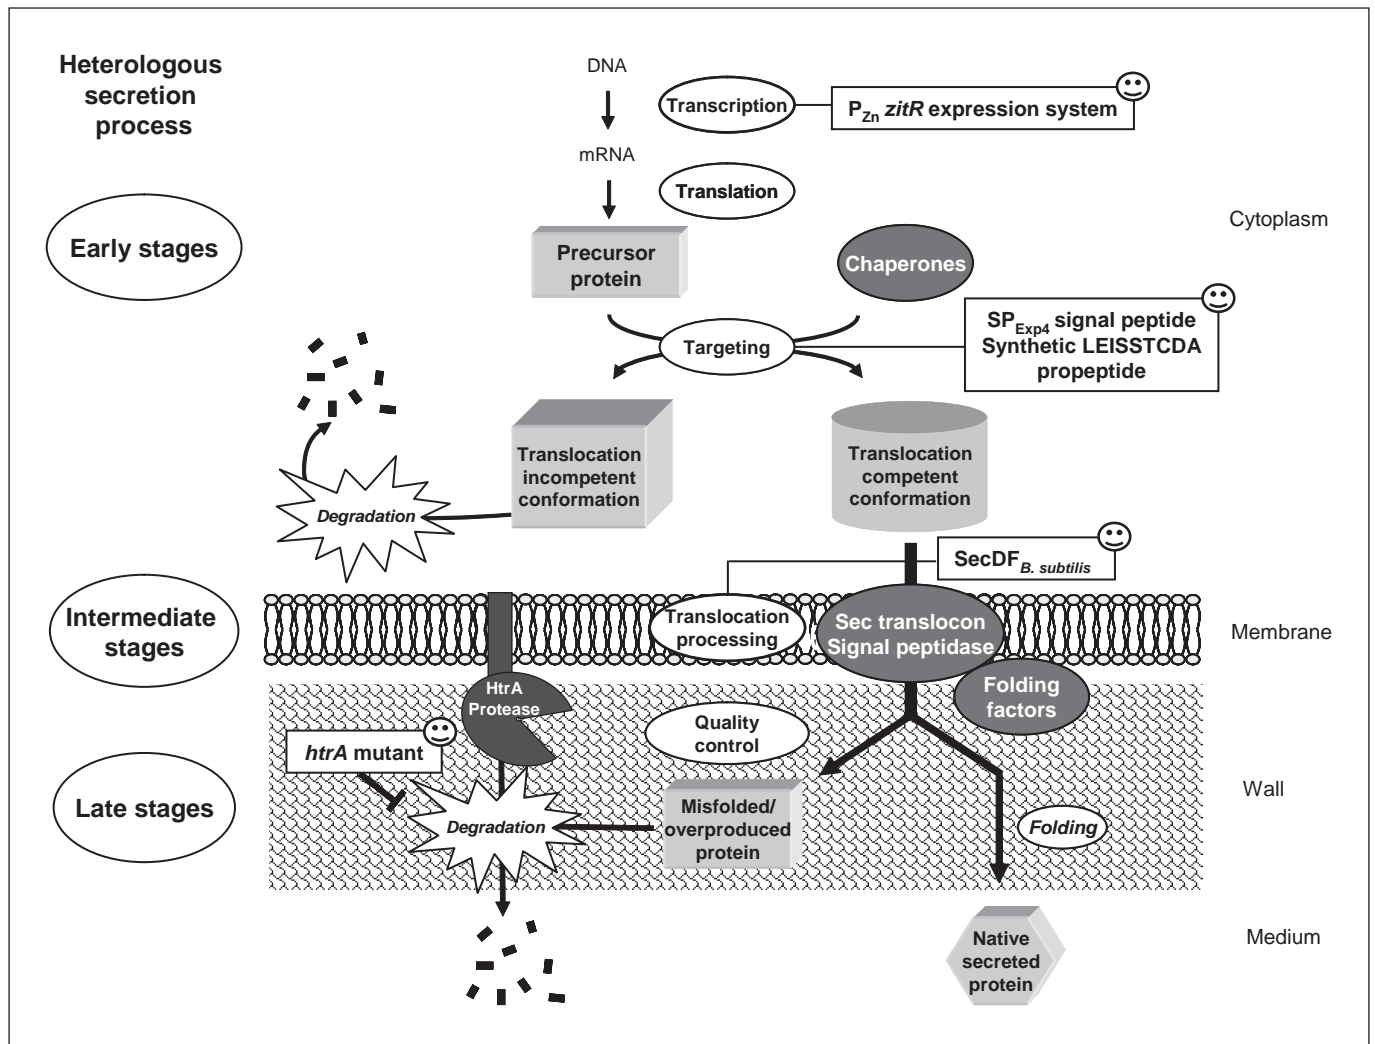 Heterologous
secretion
process
DNA
Transcription
P_Zn zitR expression system
mRNA
Translation
Cytoplasm
Early stages
Precursor
protein
Chaperones
Targeting
SP_Exp4 signal peptide
Synthetic LEISSTCDA
propeptide
Translocation
incompetent
conformation
Translocation
competent
conformation
Degradation
SecDF_B. subtilis
Intermediate
stages
Translocation
processing
Sec translocon
Signal peptidase
Membrane
HtrA
Protease
Folding
factors
Quality
control
htrA mutant
Late stages
Wall
Misfolded/
overproduced
protein
Degradation
Folding
Native
secreted
protein
Medium